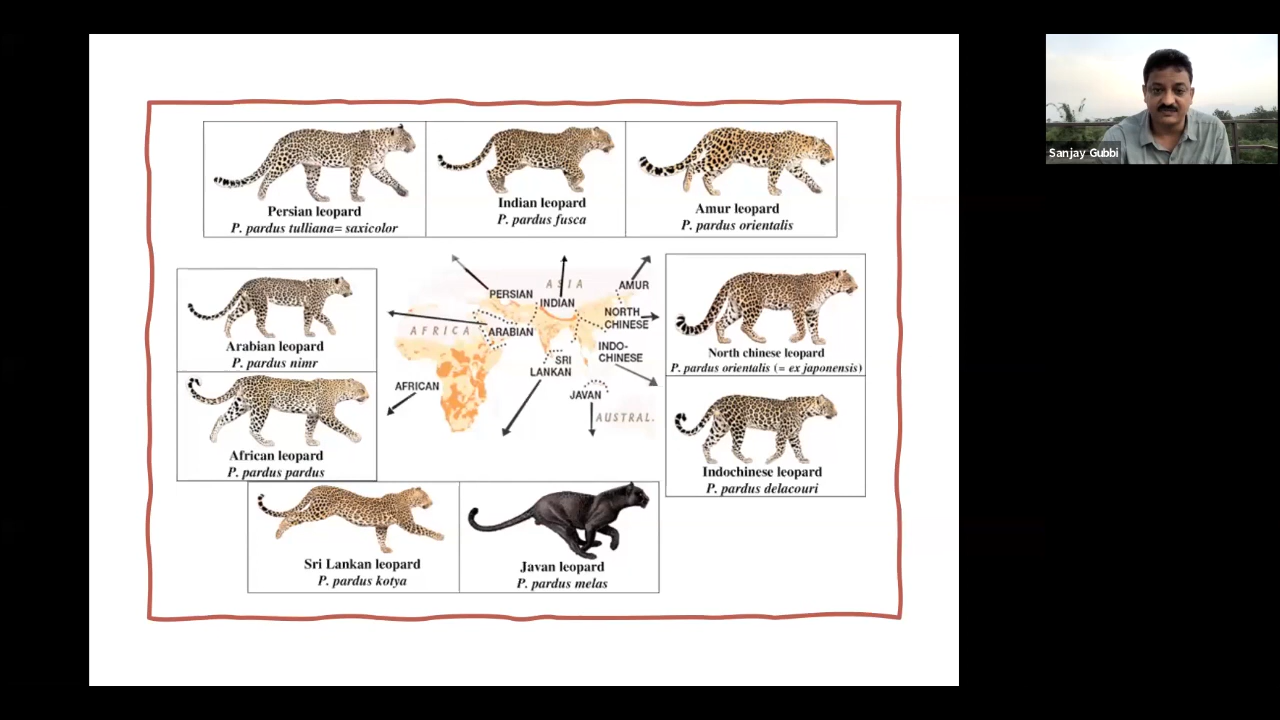 Sanjay Gubbi
Persian leopard
P. pardus tulliana= saxicolor
Indian leopard
P. pardus fusca
Amur leopard
P. pardus orientalis
Arabian leopard
P. pardus nimr
African leopard
P. pardus pardus
ASIA
PERSIAN
INDIAN
AMUR
NORTH
CHINESE
AFRICA
ARABIAN
INDO-
CHINESE
SRI
LANKAN
AFRICAN
JAVAN
AUSTRAL.
North chinese leopard
P. pardus orientalis (= ex japonensis)
Indochinese leopard
P. pardus delacouri
Sri Lankan leopard
P. pardus kotya
Javan leopard
P. pardus melas